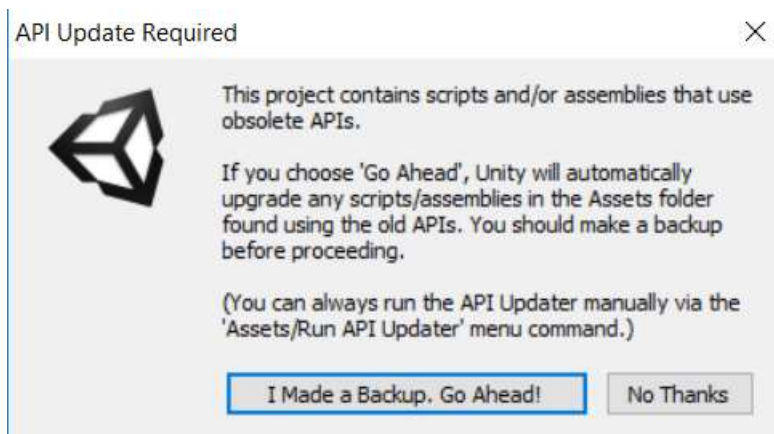 API Update Required
This project contains scripts and/or assemblies that use
obsolete APIs.
If you choose 'Go Ahead', Unity will automatically
upgrade any scripts/assemblies in the Assets folder
found using the old APIs. You should make a backup
before proceeding.
(You can always run the API Updater manually via the
'Assets/Run API Updater' menu command.)
I Made a Backup. Go Ahead!
No Thanks